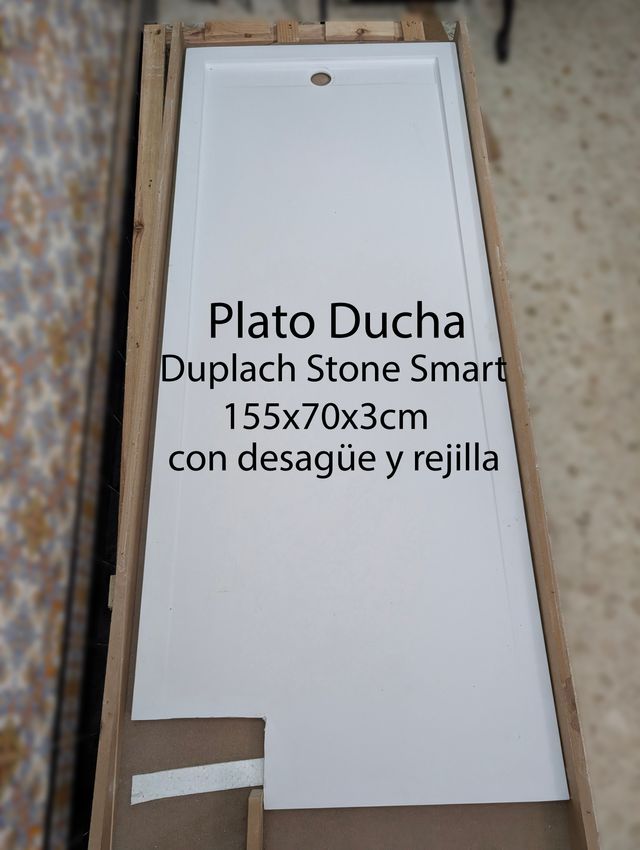 Plato Ducha
Duplach Stone Smart
155x70x3cm
con desagüe y rejilla